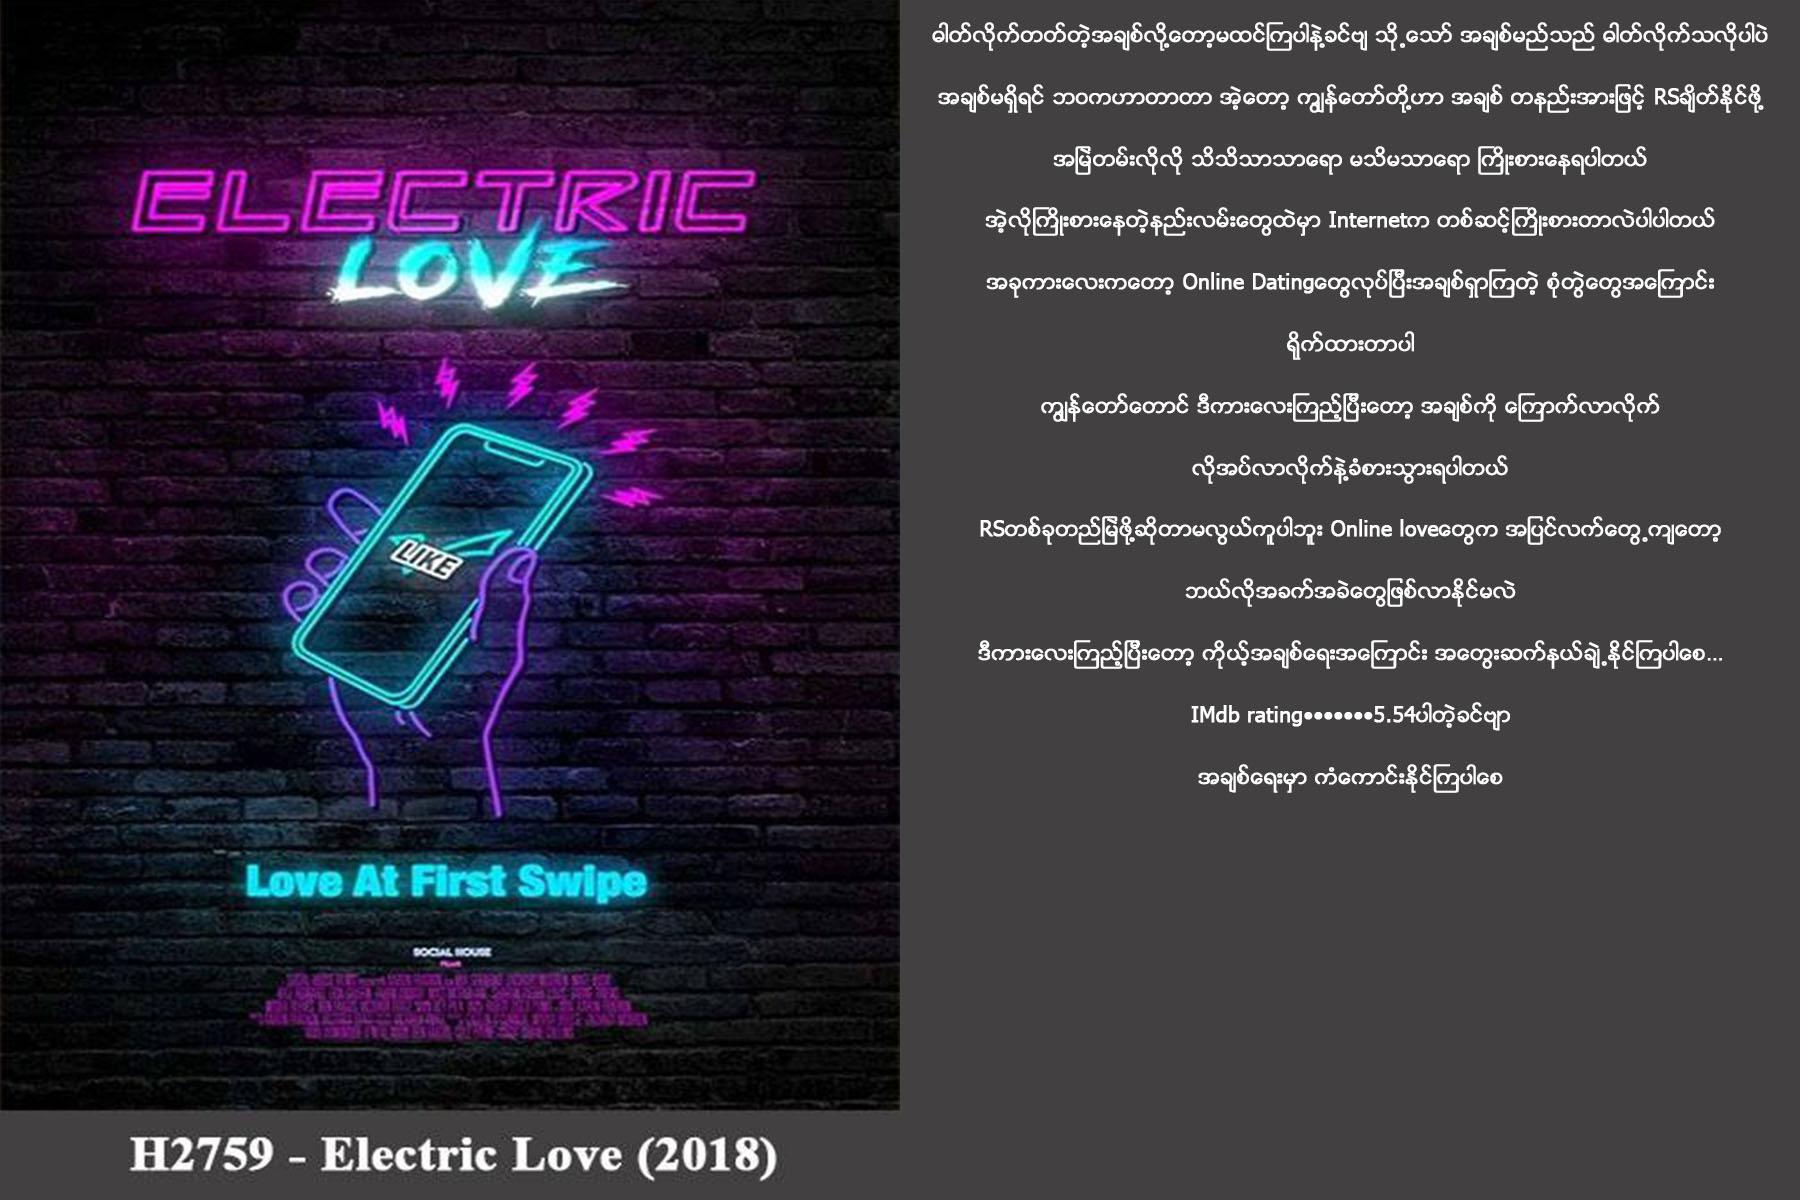 ELECTRIC
LOVE
LIKE
Love At First Swipe
SOCIAL HOUSE
FILMS
H2759 - Electric Love (2018)
ဓါတ်လိုက်တတ်တဲ့အချစ်လို့တော့မထင်ကြပါနဲ့ခင်ဗျ သို့သော် အချစ်မည်သည် ဓါတ်လိုက်သလိုပါပဲ
အချစ်မရှိရင် ဘဝကဟာတာတာ အဲ့တော့ ကျွန်တော်တို့ဟာ အချစ် တနည်းအားဖြင့် RSချိတ်နိုင်ဖို့
အမြဲတမ်းလိုလို သိသိသာသာရော မသိမသာရော ကြိုးစားနေရပါတယ်
အဲ့လိုကြိုးစားနေတဲ့နည်းလမ်းတွေထဲမှာ Internetက တစ်ဆင့်ကြိုးစားတာလဲပါပါတယ်
အခုကားလေးကတော့ Online Datingတွေလုပ်ပြီးအချစ်ရှာကြတဲ့ စုံတွဲတွေအကြောင်း
ရိုက်ထားတာပါ
ကျွန်တော်တောင် ဒီကားလေးကြည့်ပြီးတော့ အချစ်ကို ကြောက်လာလိုက်
လိုအပ်လာလိုက်နဲ့ခံစားသွားရပါတယ်
RSတစ်ခုတည်မြဲဖို့ဆိုတာမလွယ်ကူပါဘူး Online loveတွေက အပြင်လက်တွေ့ကျတော့
ဘယ်လိုအခက်အခဲတွေဖြစ်လာနိုင်မလဲ
ဒီကားလေးကြည့်ပြီးတော့ ကိုယ့်အချစ်ရေးအကြောင်း အတွေးဆက်နယ်ချဲ့နိုင်ကြပါစေ...
IMdb rating•••••••5.54ပါတဲ့ခင်ဗျာ
အချစ်ရေးမှာ ကံကောင်းနိုင်ကြပါစေ